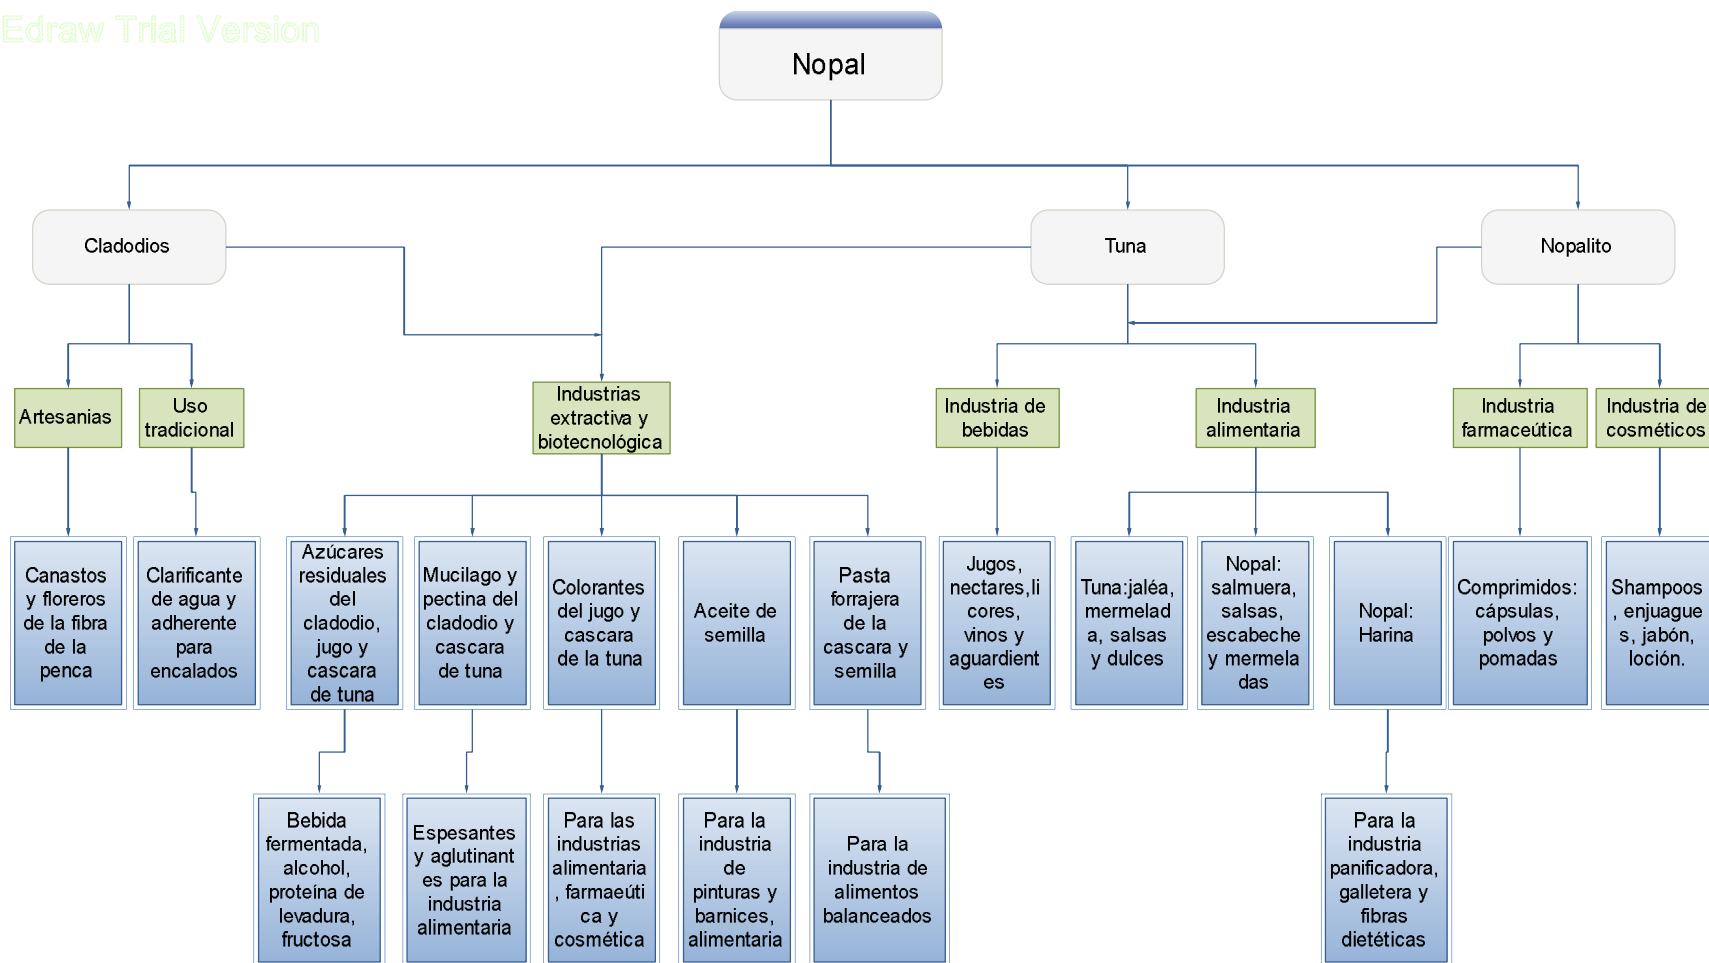 Edraw Trial Version
Nopal
Cladodios
Tuna
Nopalito
Artesanias
Uso
tradicional
Industrias
extractiva y
biotecnológica
Industria de
bebidas
Industria
alimentaria
Industria
farmaceútica
Industria de
cosméticos
Canastos
y floreros
de la fibra
de la
penca
Clarificante
de agua y
adherente
para
encalados
Azúcares
residuales
del
cladodio,
jugo y
cascara
de tuna
Mucilago y
pectina del
cladodio y
cascara
de tuna
Colorantes
del jugo y
cascara
de la tuna
Aceite de
semilla
Pasta
forrajera
de la
cascara y
semilla
Jugos,
nectares,li
cores,
vinos y
aguardient
es
Tuna:jaléa,
mermelad
a, salsas
y dulces
Nopal:
salmuera,
salsas,
escabeche
y mermela
das
Nopal:
Harina
Comprimidos:
cápsulas,
polvos y
pomadas
Shampoos
, enjuague
s, jabón,
loción.
Bebida
fermentada,
alcohol,
proteína de
levadura,
fructosa
Espesantes
y aglutinant
es para la
industria
alimentaria
Para las
industrias
alimentaria
, farmaeúti
ca y
cosmética
Para la
industria
de
pinturas y
barnices,
alimentaria
Para la
industria de
alimentos
balanceados
Para la
industria
panificadora,
galletera y
fibras
dietéticas